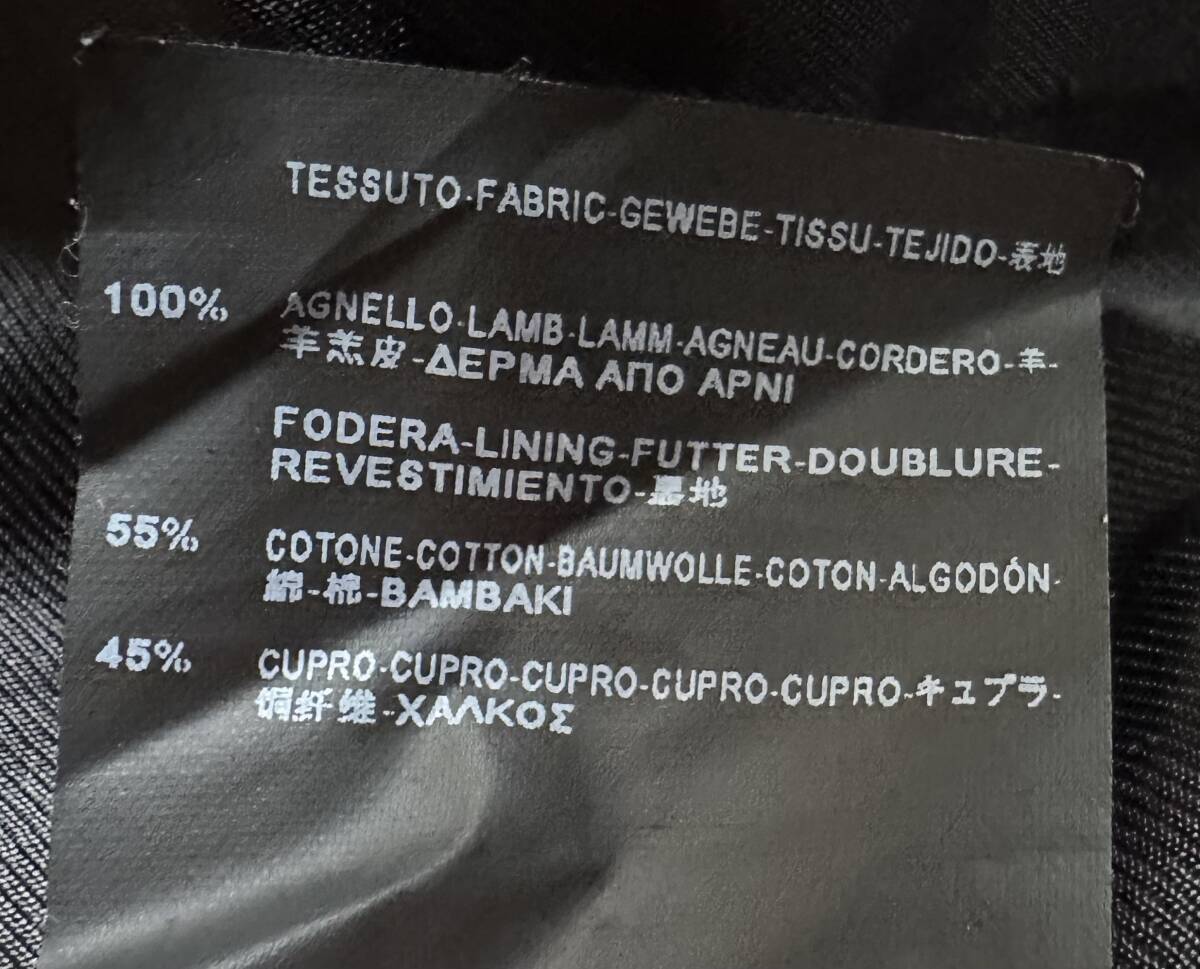 TESSUTO-FABRIC-GEWEBE-TISSU-TEJIDO-表地
100% AGNELLO-LAMB-LAMM-AGNEAU-CORDERO-羊-
羊羔皮-ΔΕΡΜΑ ΑΠΟ ΑΡΝΙ
FODERA-LINING-FUTTER-DOUBLURE-
REVESTIMIENTO-裏地
55% COTONE-COTTON-BAUMWOLLE-COTON-ALGODÓN-
綿-棉-BAMBAKI
45% CUPRO-CUPRO-CUPRO-CUPRO-CUPRO-キュプラ-
铜纤维-ΧΑΛΚΟΣ